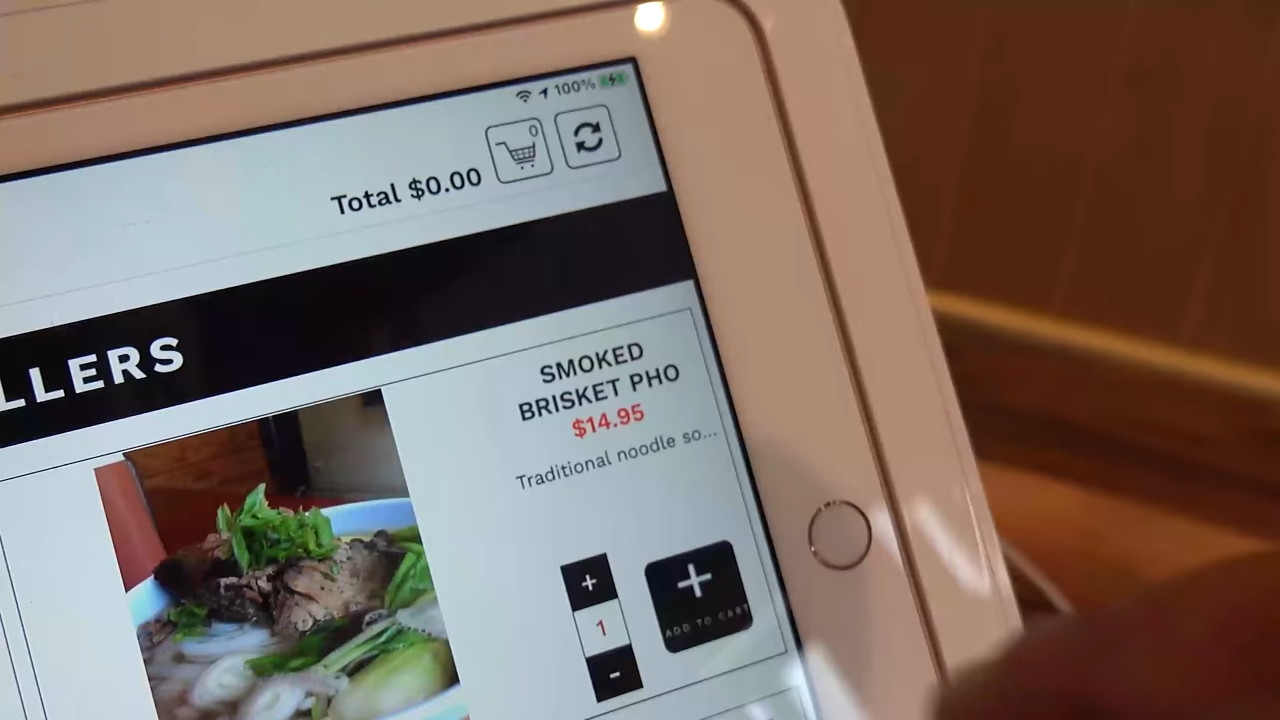 100%
0
Total $0.00
LLERS
SMOKED
BRISKET PHO
$14.95
Traditional noodle so...
+
1
-
+
ADD TO CART